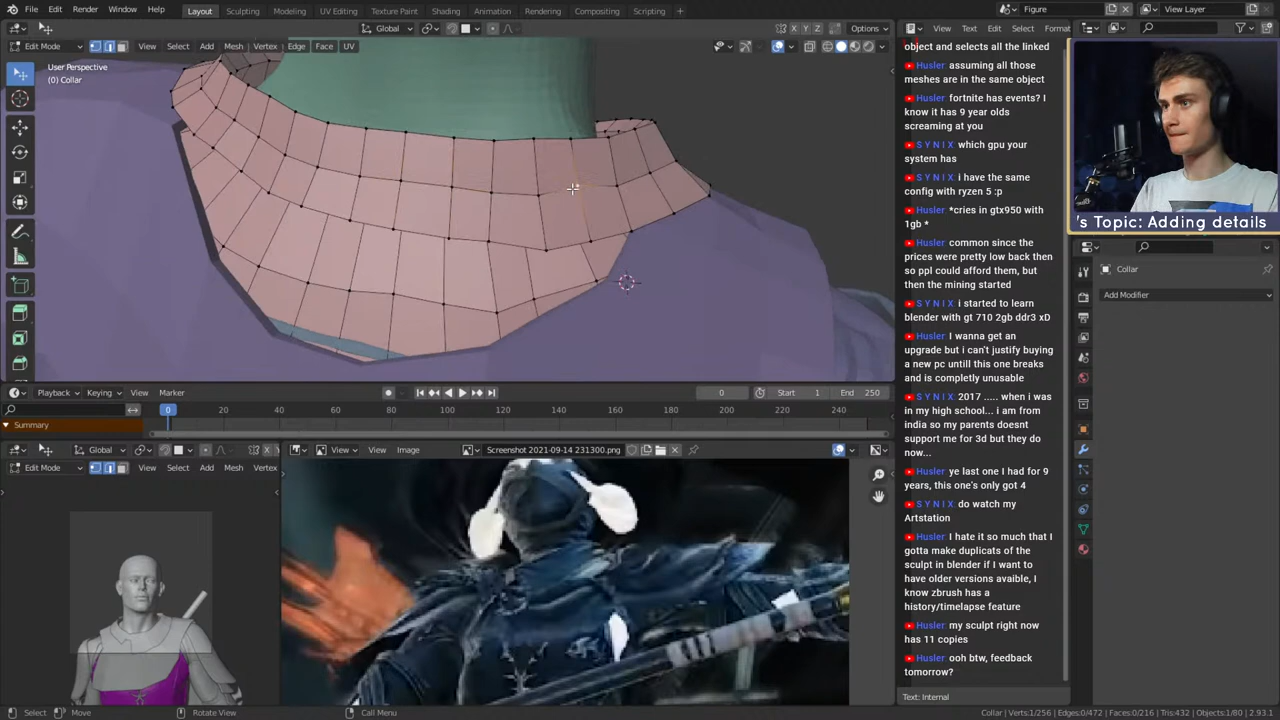 File Edit Render Window Help Layout Sculpting Modeling UV Editing Texture Paint Shading Animation Rendering Compositing Scripting + Figure View Layer
Global X Y Z Options Text View Text Edit Select Format
Edit Mode View Select Add Mesh Vertex Edge Face UV
User Perspective
(0) Collar
object and selects all the linked
Husler assuming all those
meshes are in the same object
Husler fortnite has events? I
know it has 9 year olds
screaming at you
S Y N I X which gpu your
system has
S Y N I X i have the same
config with ryzen 5 :p
Husler *cries in gtx950 with
1gb *
Husler common since the
prices were pretty low back then
so ppl could afford them, but
then the mining started
S Y N I X i started to learn
blender with gt 710 2gb ddr3 xD
Husler I wanna get an
upgrade but i can't justify buying
a new pc untill this one breaks
and is completly unusable
S Y N I X 2017 ..... when i was
in my high school... i am from
india so my parents doesnt
support me for 3d but they do
now...
Husler ye last one I had for 9
years, this one's only got 4
S Y N I X do watch my
Artstation
Husler I hate it so much that I
gotta make duplicats of the
sculpt in blender if I want to
have older versions avaible, I
know zbrush has a
history/timelapse feature
Husler my sculpt right now
has 11 copies
Husler ooh btw, feedback
tomorrow?
Text: Internal
's Topic: Adding details
Collar
Add Modifier
Playback Keying View Marker 0 Start 1 End 250
0 20 40 60 80 100 120 140 160 180 200 220 240
Summary
Global
Edit Mode View Select Add Mesh Vertex
View View Image Screenshot 2021-09-14 231300.png
Select Move Rotate View Call Menu Collar | Verts:1/256 | Edges:0/472 | Faces:0/216 | Tris:432 | Objects:1/80 | 2.93.1